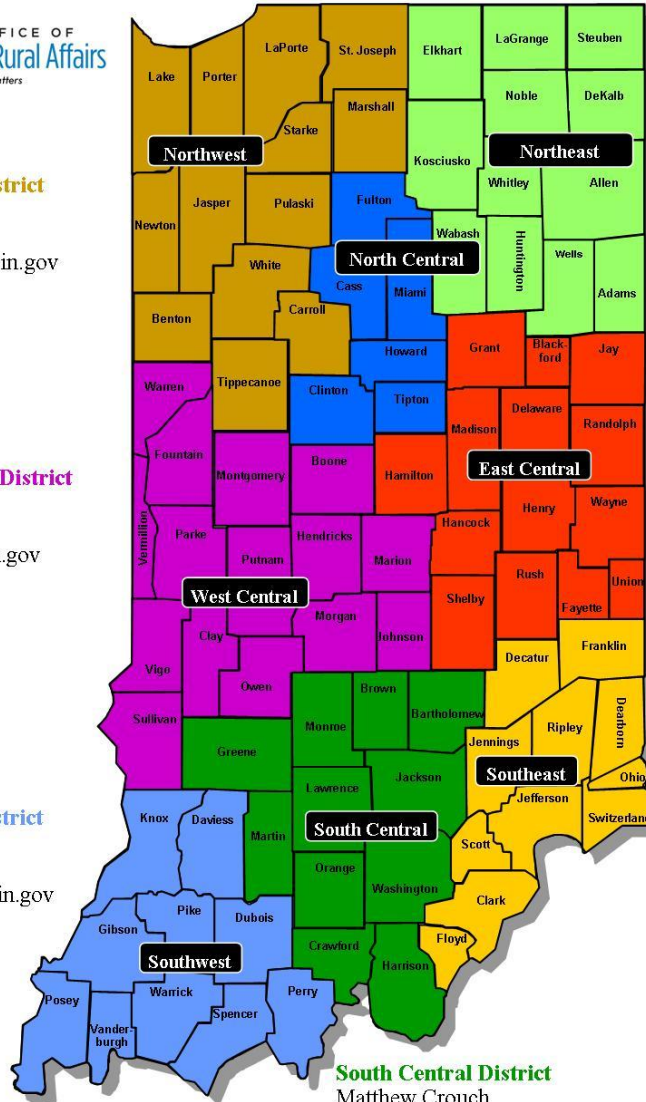 FICE OF
Rural Affairs
tters
LaPorte
St. Joseph
Elkhart
LaGrange
Steuben
Lake
Porter
Noble
DeKalb
Marshall
Starke
Northwest
Northeast
Kosciusko
strict
Whitley
Allen
Jasper
Pulaski
Fulton
Newton
Wabash
Huntington
Wells
in.gov
White
North Central
Cass
Miami
Adams
Carroll
Benton
Grant
Black-
ford
Jay
Howard
Warren
Tippecanoe
Clinton
Tipton
Delaware
Madison
Randolph
Fountain
Boone
East Central
District
Montgomery
Hamilton
Wayne
Henry
Vermillion
Parke
Hendricks
Hancock
.gov
Putnam
Marion
Rush
Union
West Central
Shelby
Fayette
Morgan
Clay
Johnson
Franklin
Decatur
Vigo
Owen
Brown
Dearborn
Sullivan
Monroe
Bartholomew
Ripley
Jennings
Greene
Southeast
Ohio
Jackson
Lawrence
Jefferson
strict
Knox
Daviess
Martin
South Central
Switzerland
Scott
Orange
Washington
in.gov
Clark
Pike
Dubois
Gibson
Floyd
Crawford
Southwest
Harrison
Posey
Warrick
Perry
Spencer
Vander-
burgh
South Central District
Matthew Crouch